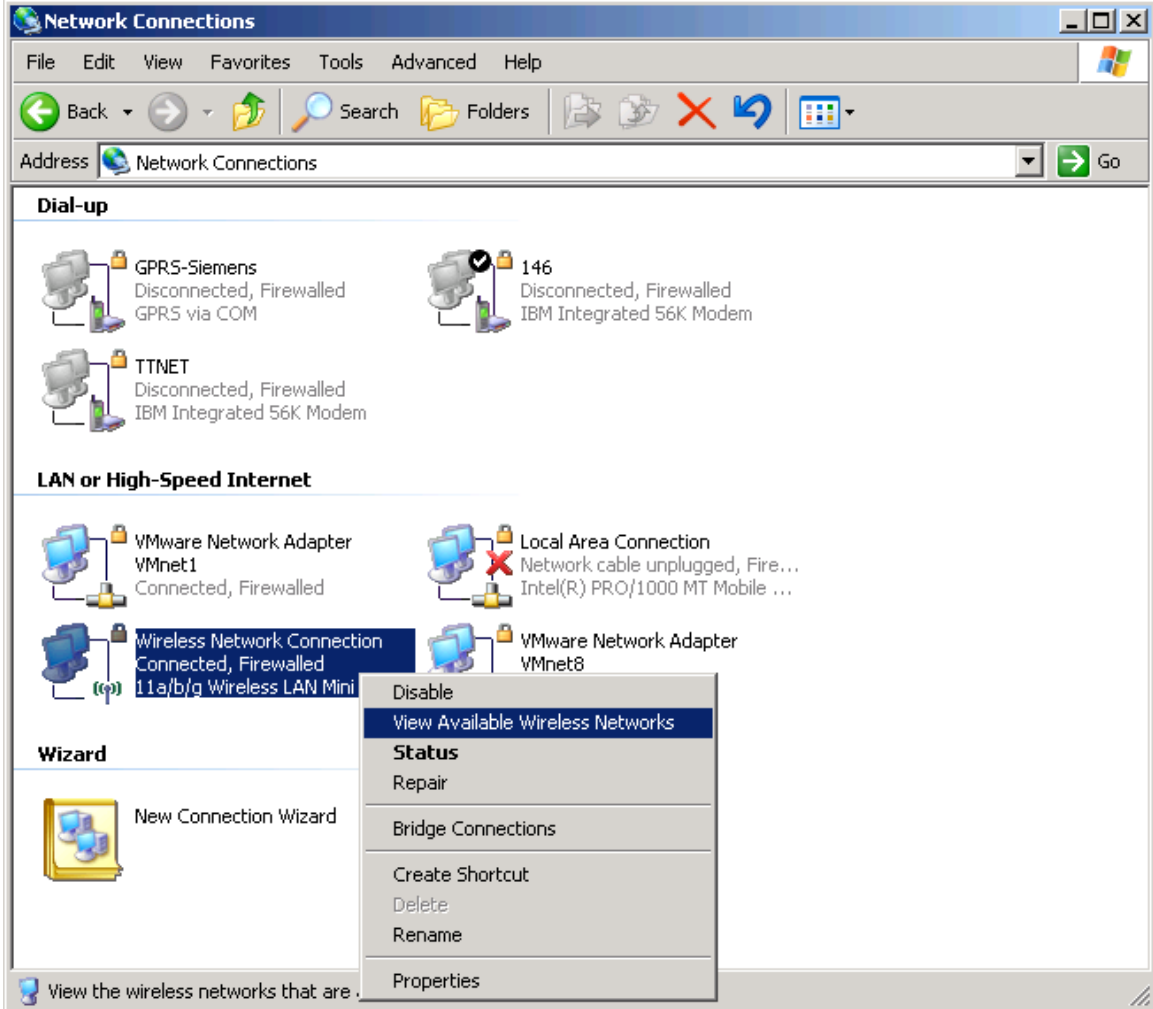 Network Connections
File Edit View Favorites Tools Advanced Help
Back Search Folders
Address Network Connections Go
Dial-up
GPRS-Siemens
Disconnected, Firewalled
GPRS via COM
146
Disconnected, Firewalled
IBM Integrated 56K Modem
TTNET
Disconnected, Firewalled
IBM Integrated 56K Modem
LAN or High-Speed Internet
VMware Network Adapter
VMnet1
Connected, Firewalled
Local Area Connection
Network cable unplugged, Fire...
Intel(R) PRO/1000 MT Mobile ...
Wireless Network Connection
Connected, Firewalled
11a/b/g Wireless LAN Mini
VMware Network Adapter
VMnet8
Disable
View Available Wireless Networks
Status
Repair
Bridge Connections
Create Shortcut
Delete
Rename
Properties
Wizard
New Connection Wizard
View the wireless networks that are